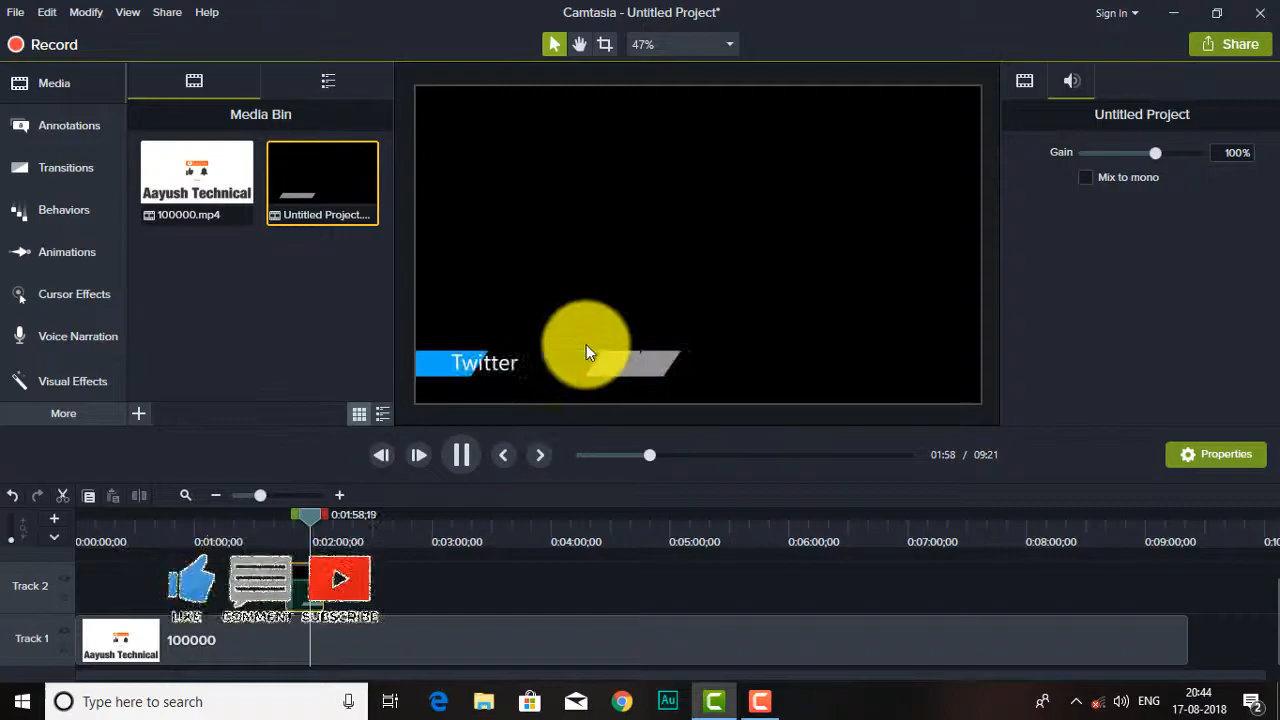 File Edit Modify View Share Help
Camtasia - Untitled Project*
Sign In
Record
47%
Share
Media
Annotations
Transitions
Behaviors
Animations
Cursor Effects
Voice Narration
Visual Effects
More
Media Bin
Aayush Technical
100000.mp4
Untitled Project....
Twitter
Untitled Project
Gain
100%
Mix to mono
01:58 / 09:21
Properties
0:01:58;19
0:00:00;00 0:01:00;00 0:02:00;00 0:03:00;00 0:04:00;00 0:05:00;00 0:06:00;00 0:07:00;00 0:08:00;00 0:09:00;00
Track 2
LIKE COMMENT SUBSCRIBE
Track 1
Aayush Technical
100000
Type here to search
Au
ENG
20:44
17-08-2018
2